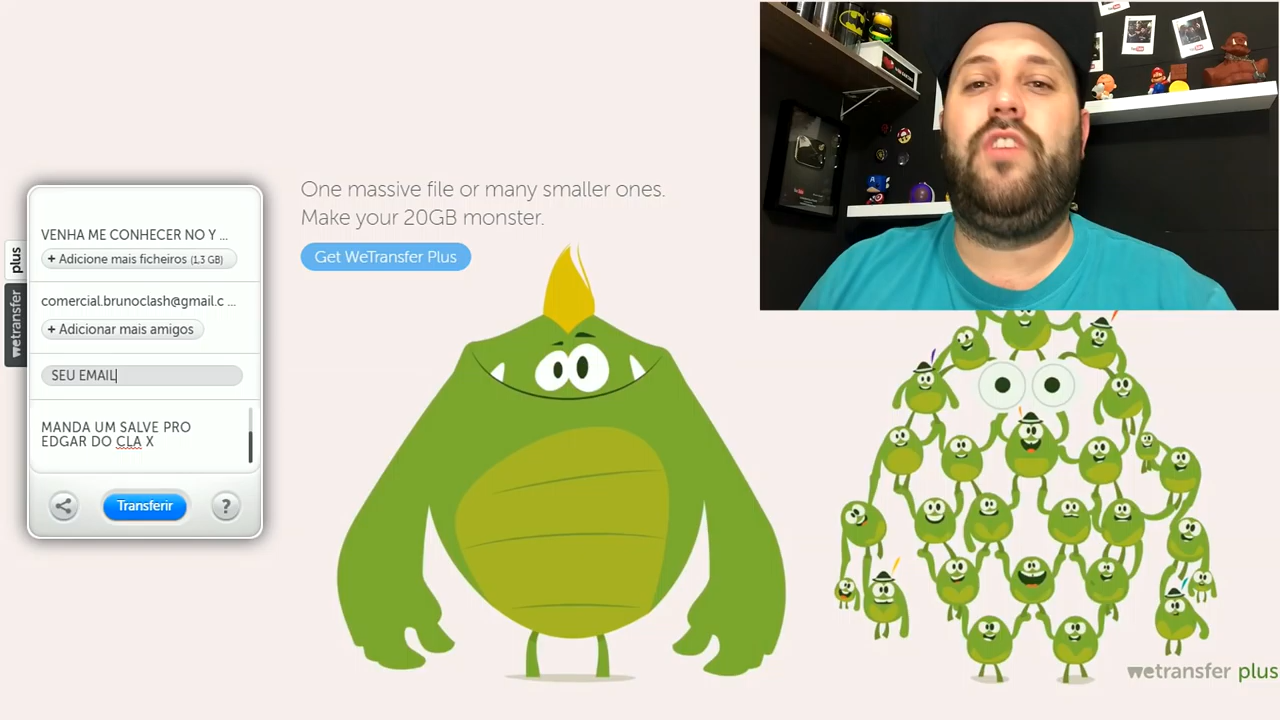 VENHA ME CONHECER NO Y ...
+ Adicione mais ficheiros (1,3 GB)
comercial.brunoclash@gmail.c ...
+ Adicionar mais amigos
SEU EMAIL
MANDA UM SALVE PRO
EDGAR DO CLA X
Transferir
?
plus
wetransfer
One massive file or many smaller ones.
Make your 20GB monster.
Get WeTransfer Plus
wetransfer plus